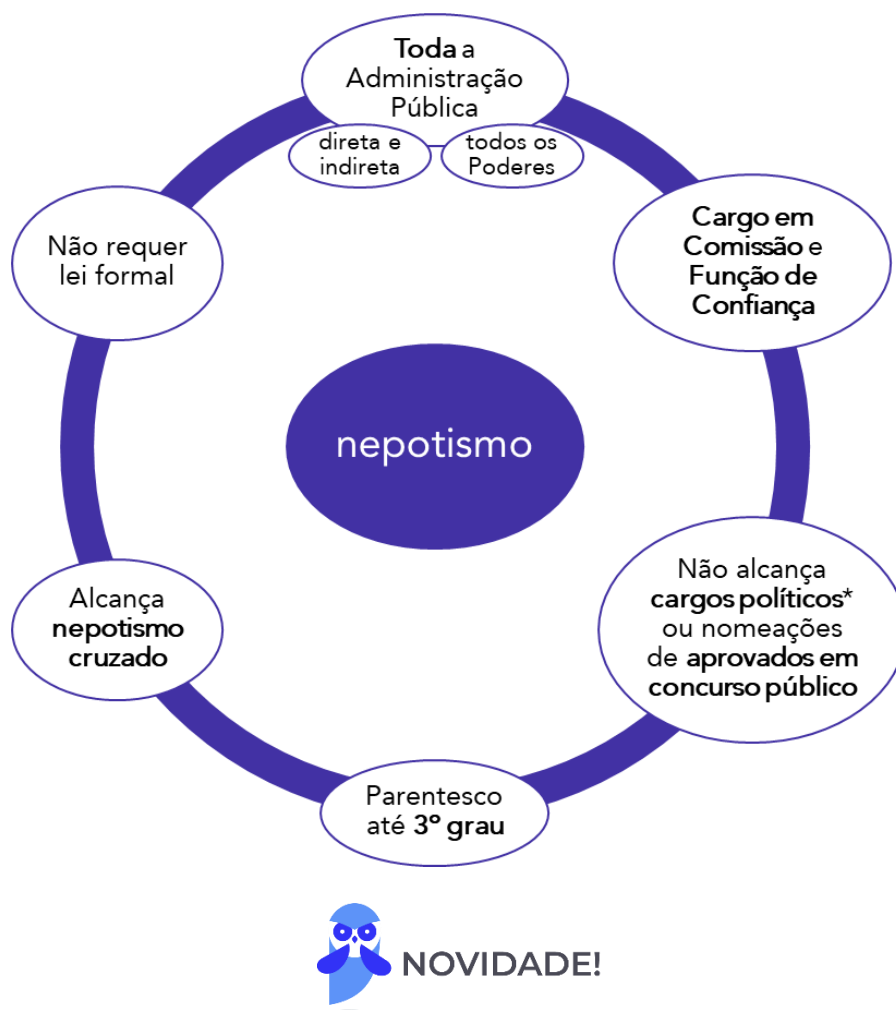 Toda a
Administração
Pública
direta e
indireta
todos os
Poderes
Cargo em
Comissão e
Função de
Confiança
Não alcança
cargos políticos*
ou nomeações
de aprovados em
concurso público
Parentesco
até 3º grau
Alcança
nepotismo
cruzado
Não requer
lei formal
nepotismo
NOVIDADE!